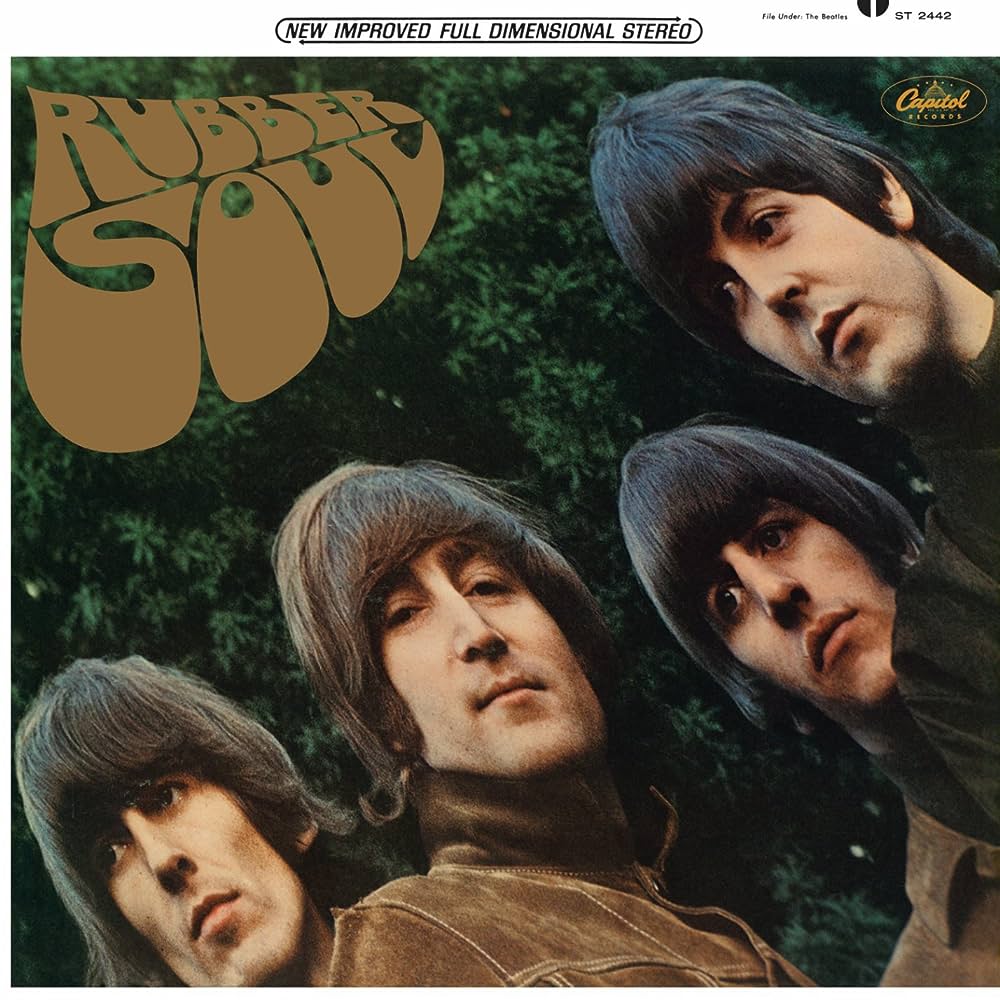 NEW IMPROVED FULL DIMENSIONAL STEREO
File Under: The Beatles
ST 2442
RUBBER
SOUL
Capitol
RECORDS